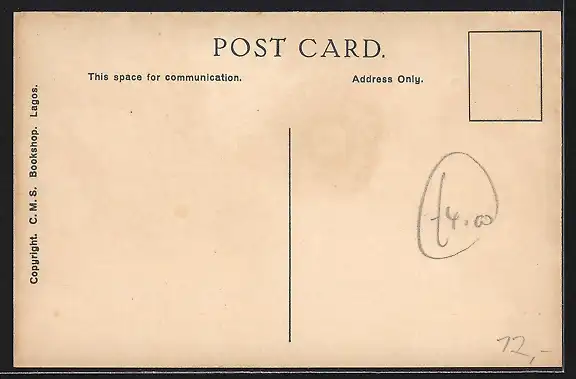 POST CARD.
This space for communication.
Address Only.
Copyright. C. M. S. Bookshop. Lagos.
£4.00
12,-